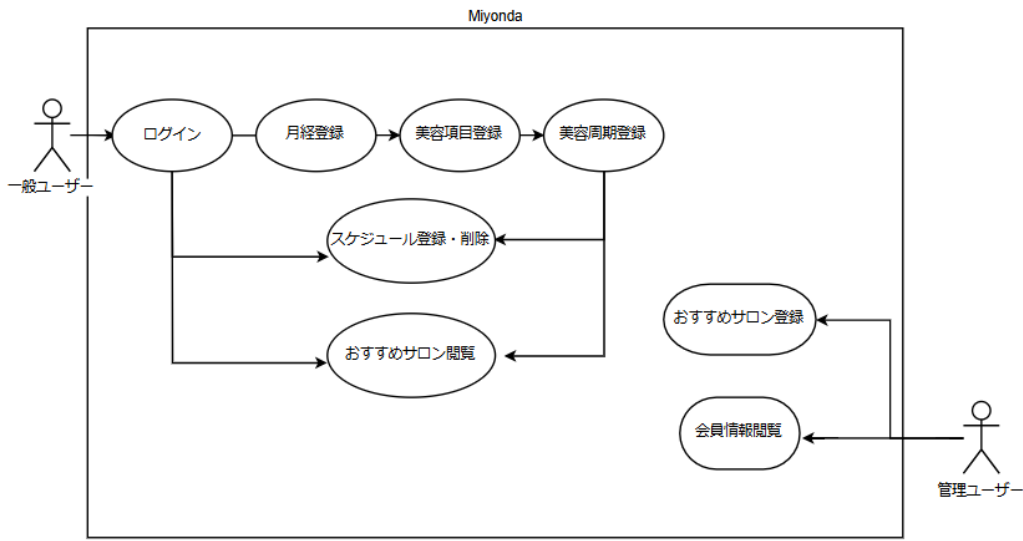 Miyonda
ログイン
月経登録
美容項目登録
美容周期登録
一般ユーザー
スケジュール登録・削除
おすすめサロン登録
おすすめサロン閲覧
会員情報閲覧
管理ユーザー